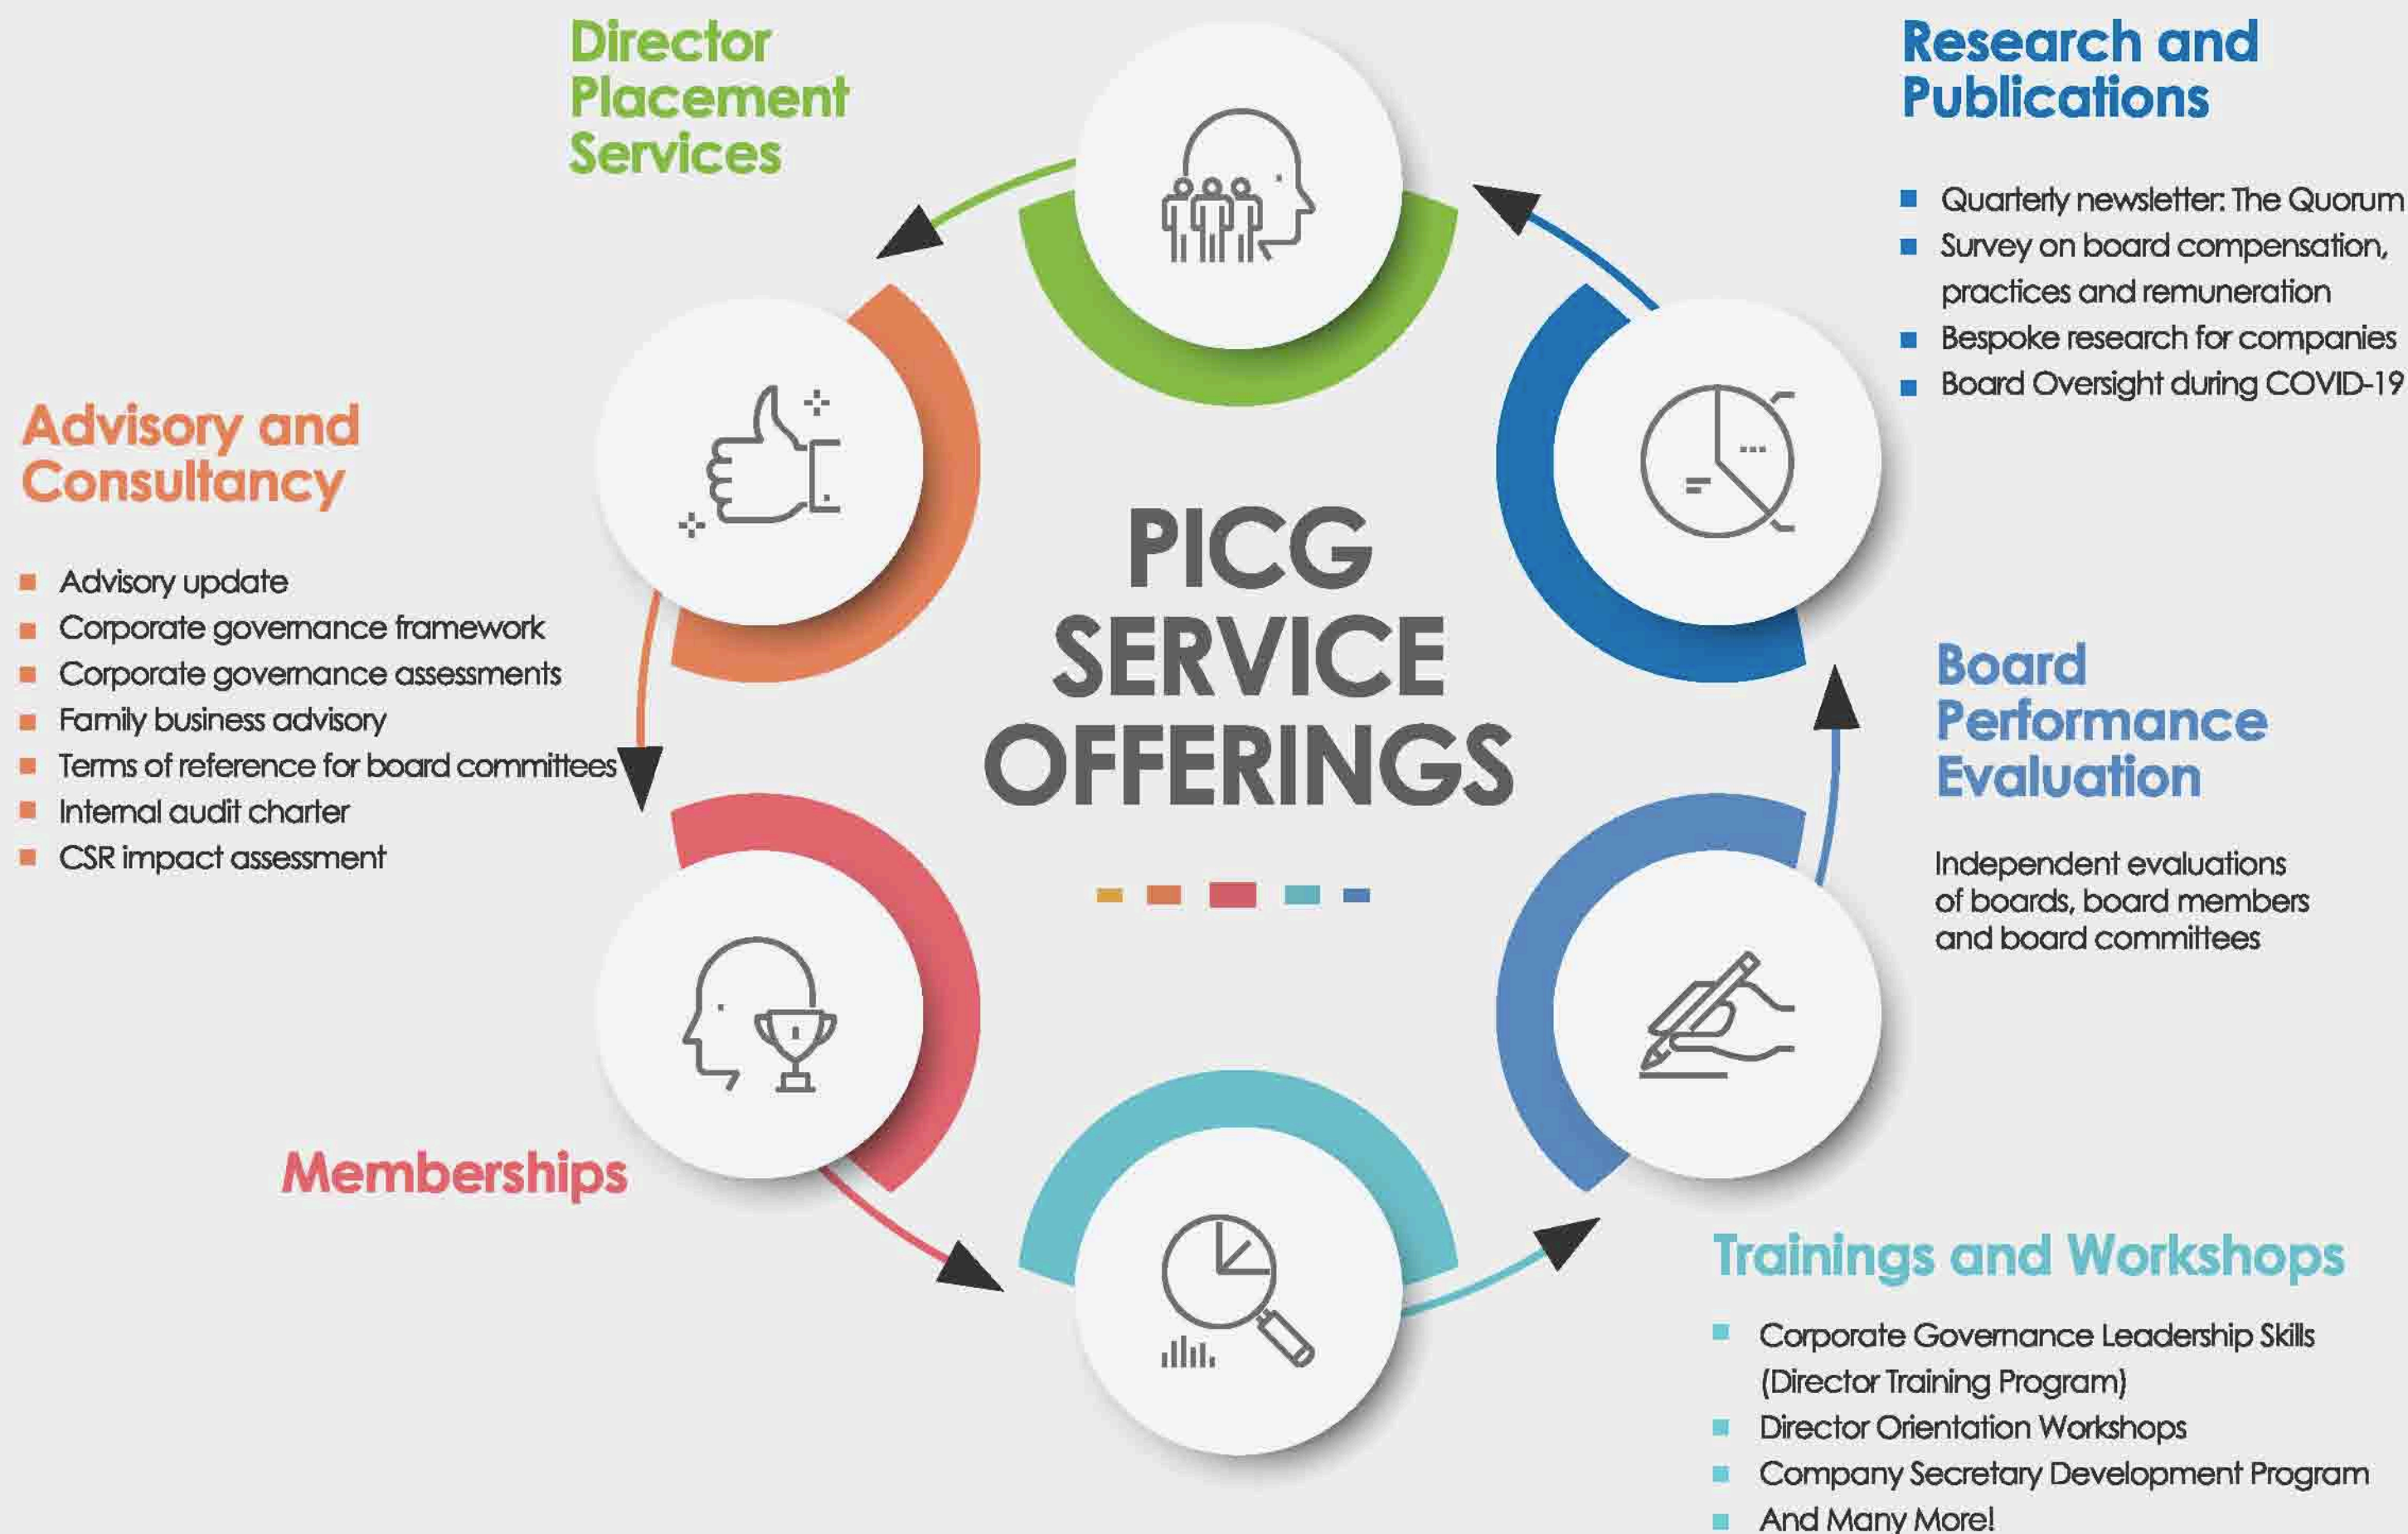 Director
Placement
Services
Research and
Publications
Quarterly newsletter: The Quorum
Survey on board compensation,
practices and remuneration
Bespoke research for companies
Board Oversight during COVID-19
Advisory and
Consultancy
Advisory update
Corporate governance framework
Corporate governance assessments
Family business advisory
Terms of reference for board committees
Internal audit charter
CSR impact assessment
PICG
SERVICE
OFFERINGS
Board
Performance
Evaluation
Independent evaluations
of boards, board members
and board committees
Memberships
Trainings and Workshops
Corporate Governance Leadership Skills
(Director Training Program)
Director Orientation Workshops
Company Secretary Development Program
And Many More!